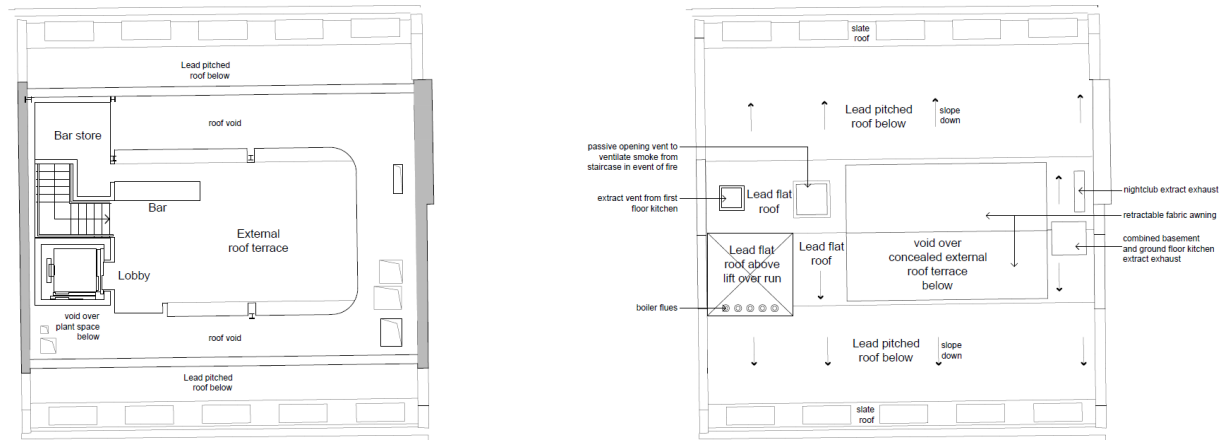 Lead pitched
roof below
roof void
Bar store
Bar
External
roof terrace
Lobby
void over
plant space
below
roof void
Lead pitched
roof below
slate
roof
Lead pitched
roof below
slope
down
passive opening vent to
ventilate smoke from
staircase in event of fire
extract vent from first
floor kitchen
Lead flat
roof
nightclub extract exhaust
retractable fabric awning
combined basement
and ground floor kitchen
extract exhaust
Lead flat
roof above
lift over run
Lead flat
roof
void over
concealed external
roof terrace
below
boiler flues
Lead pitched
roof below
slope
down
slate
roof